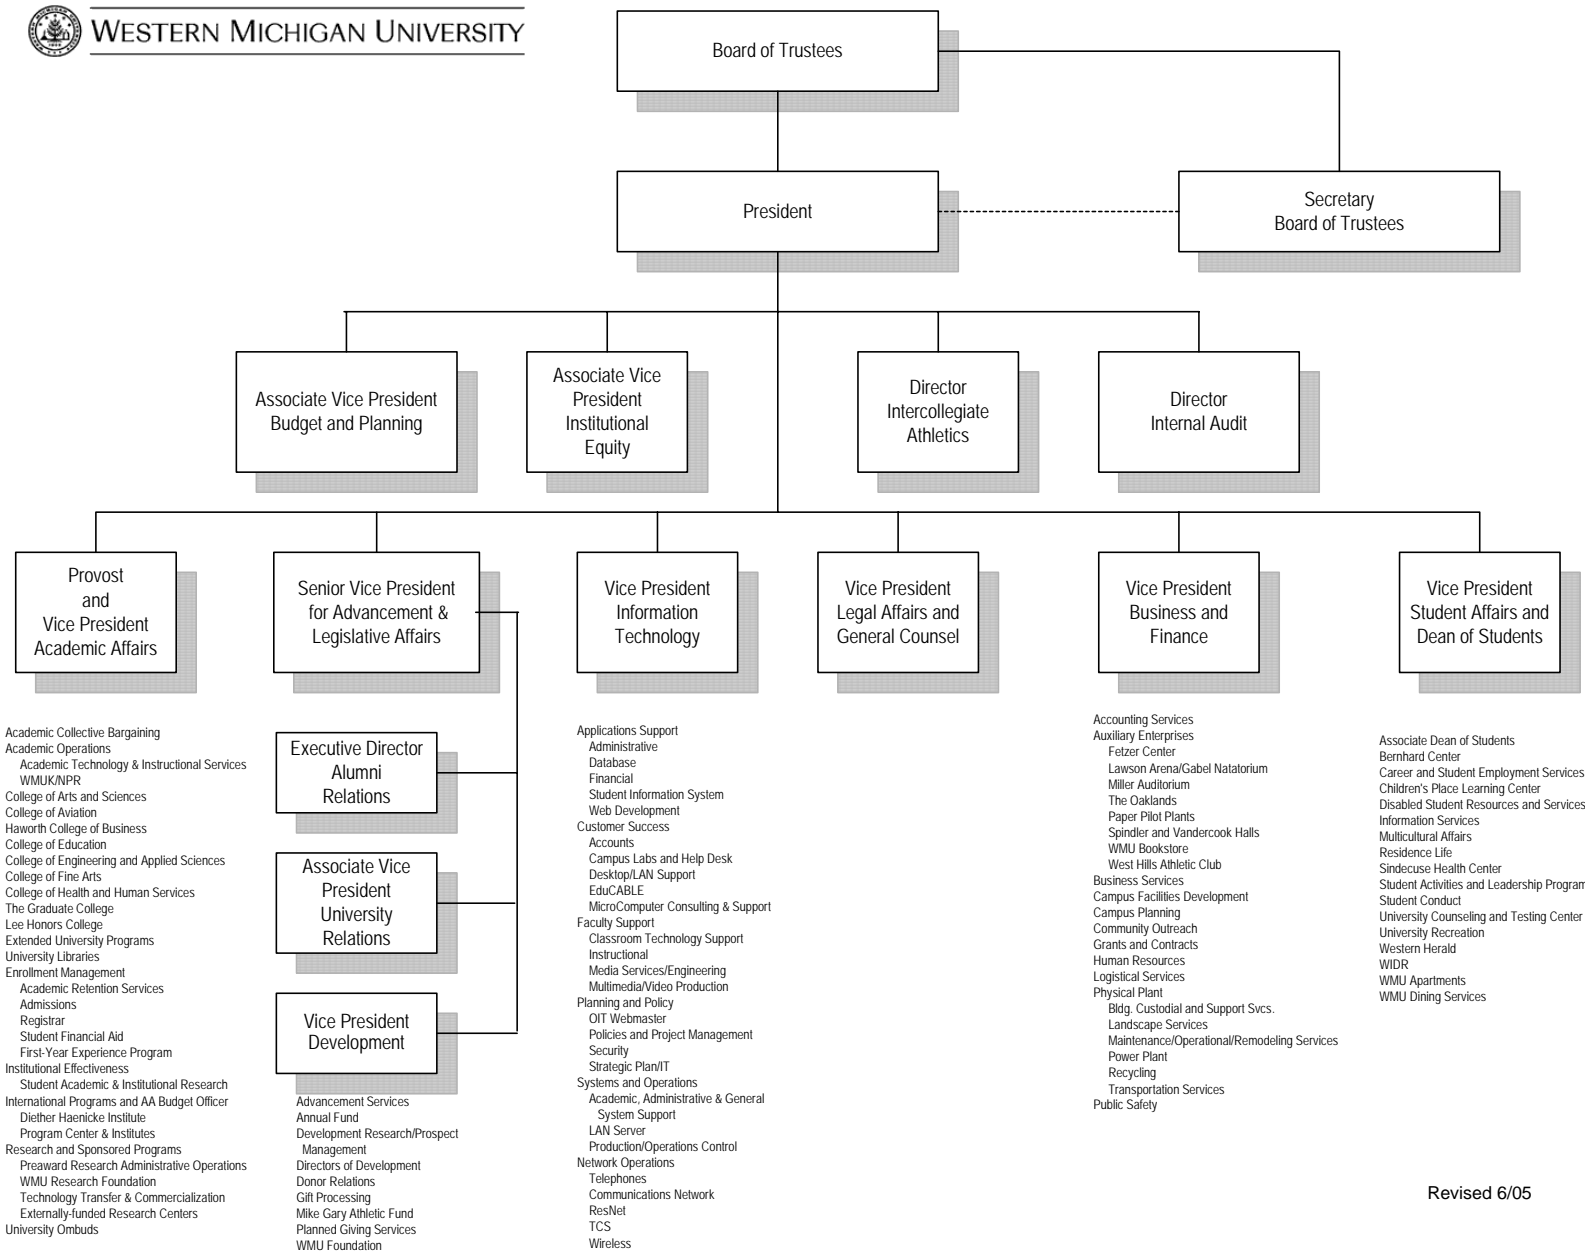 WESTERN MICHIGAN UNIVERSITY
Board of Trustees
President
Secretary
Board of Trustees
Associate Vice President
Budget and Planning
Associate Vice
President
Institutional
Equity
Director
Intercollegiate
Athletics
Director
Internal Audit
Provost
and
Vice President
Academic Affairs
Senior Vice President
for Advancement &
Legislative Affairs
Vice President
Information
Technology
Vice President
Legal Affairs and
General Counsel
Vice President
Business and
Finance
Vice President
Student Affairs and
Dean of Students
Academic Collective Bargaining
Academic Operations
Academic Technology & Instructional Services
WMUK/NPR
College of Arts and Sciences
College of Aviation
Haworth College of Business
College of Education
College of Engineering and Applied Sciences
College of Fine Arts
College of Health and Human Services
The Graduate College
Lee Honors College
Extended University Programs
University Libraries
Enrollment Management
Academic Retention Services
Admissions
Registrar
Student Financial Aid
First-Year Experience Program
Institutional Effectiveness
Student Academic & Institutional Research
International Programs and AA Budget Officer
Diether Haenicke Institute
Program Center & Institutes
Research and Sponsored Programs
Preaward Research Administrative Operations
WMU Research Foundation
Technology Transfer & Commercialization
Externally-funded Research Centers
University Ombuds
Executive Director
Alumni
Relations
Associate Vice
President
University
Relations
Vice President
Development
Advancement Services
Annual Fund
Development Research/Prospect
Management
Directors of Development
Donor Relations
Gift Processing
Mike Gary Athletic Fund
Planned Giving Services
WMU Foundation
Applications Support
Administrative
Database
Financial
Student Information System
Web Development
Customer Success
Accounts
Campus Labs and Help Desk
Desktop/LAN Support
EduCABLE
MicroComputer Consulting & Support
Faculty Support
Classroom Technology Support
Instructional
Media Services/Engineering
Multimedia/Video Production
Planning and Policy
OIT Webmaster
Policies and Project Management
Security
Strategic Plan/IT
Systems and Operations
Academic, Administrative & General
System Support
LAN Server
Production/Operations Control
Network Operations
Telephones
Communications Network
ResNet
TCS
Wireless
Accounting Services
Auxiliary Enterprises
Fetzer Center
Lawson Arena/Gabel Natatorium
Miller Auditorium
The Oaklands
Paper Pilot Plants
Spindler and Vandercook Halls
WMU Bookstore
West Hills Athletic Club
Business Services
Campus Facilities Development
Campus Planning
Community Outreach
Grants and Contracts
Human Resources
Logistical Services
Physical Plant
Bldg. Custodial and Support Svcs.
Landscape Services
Maintenance/Operational/Remodeling Services
Power Plant
Recycling
Transportation Services
Public Safety
Associate Dean of Students
Bernhard Center
Career and Student Employment Services
Children's Place Learning Center
Disabled Student Resources and Services
Information Services
Multicultural Affairs
Residence Life
Sindecuse Health Center
Student Activities and Leadership Program
Student Conduct
University Counseling and Testing Center
University Recreation
Western Herald
WIDR
WMU Apartments
WMU Dining Services
Revised 6/05